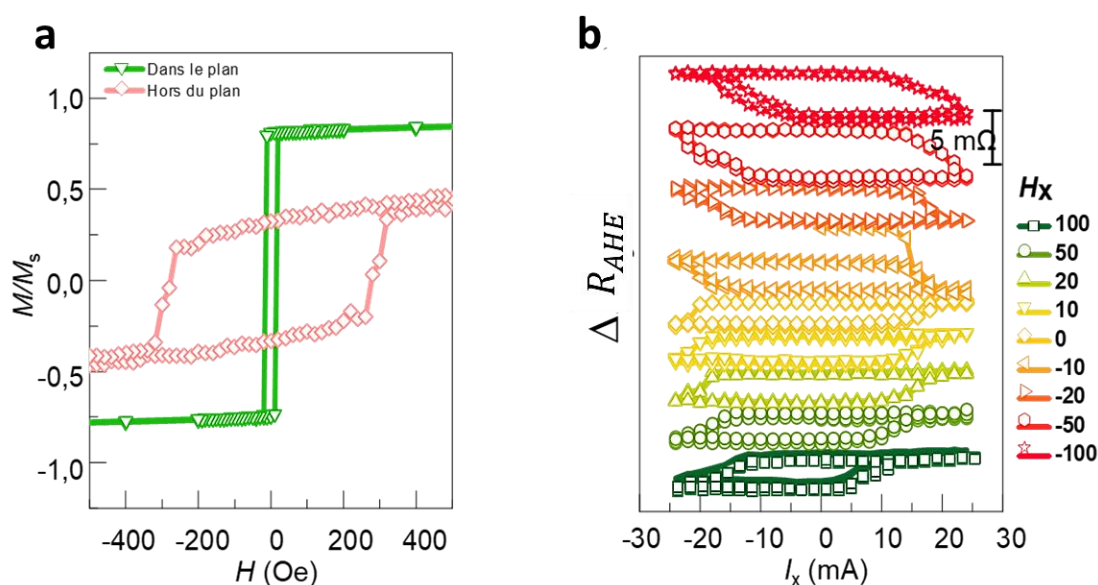 a
Dans le plan
Hors du plan
1,0
0,5
0,0
-0,5
-1,0
M/Ms
-400 -200 0 200 400
H (Oe)
b
Δ R_AHE
5 mΩ
-30 -20 -10 0 10 20 30
Ix (mA)
Hx
100
50
20
10
0
-10
-20
-50
-100